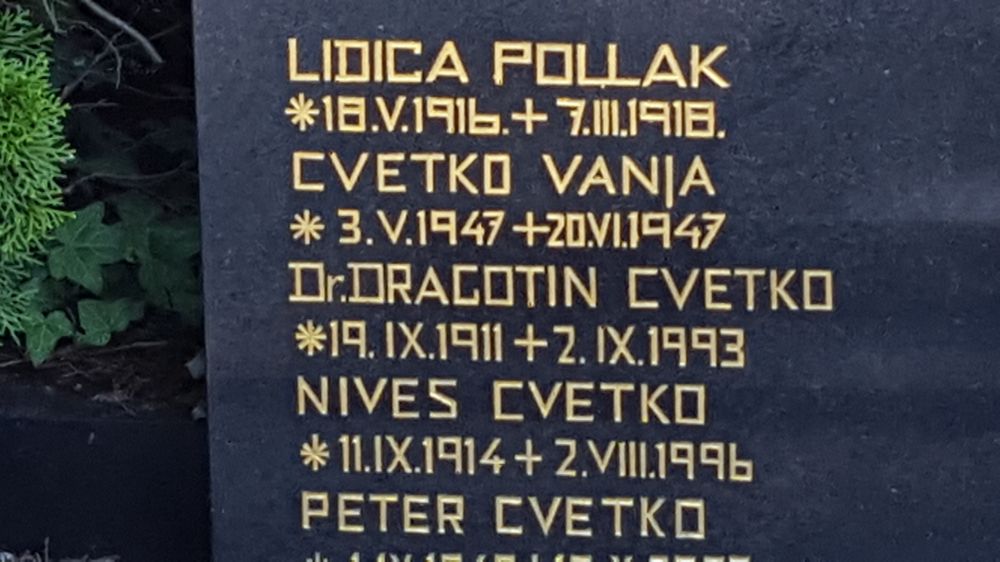 LIDICA POLLAK
*18.V.1916.+ 7.III.1918.
CVETKO VANJA
* 3.V.1947 +20.VI.1947
Dr.DRAGOTIN CVETKO
*19.IX.1911 + 2.IX.1993
NIVES CVETKO
*11.IX.1914 + 2.VIII.1996
PETER CVETKO